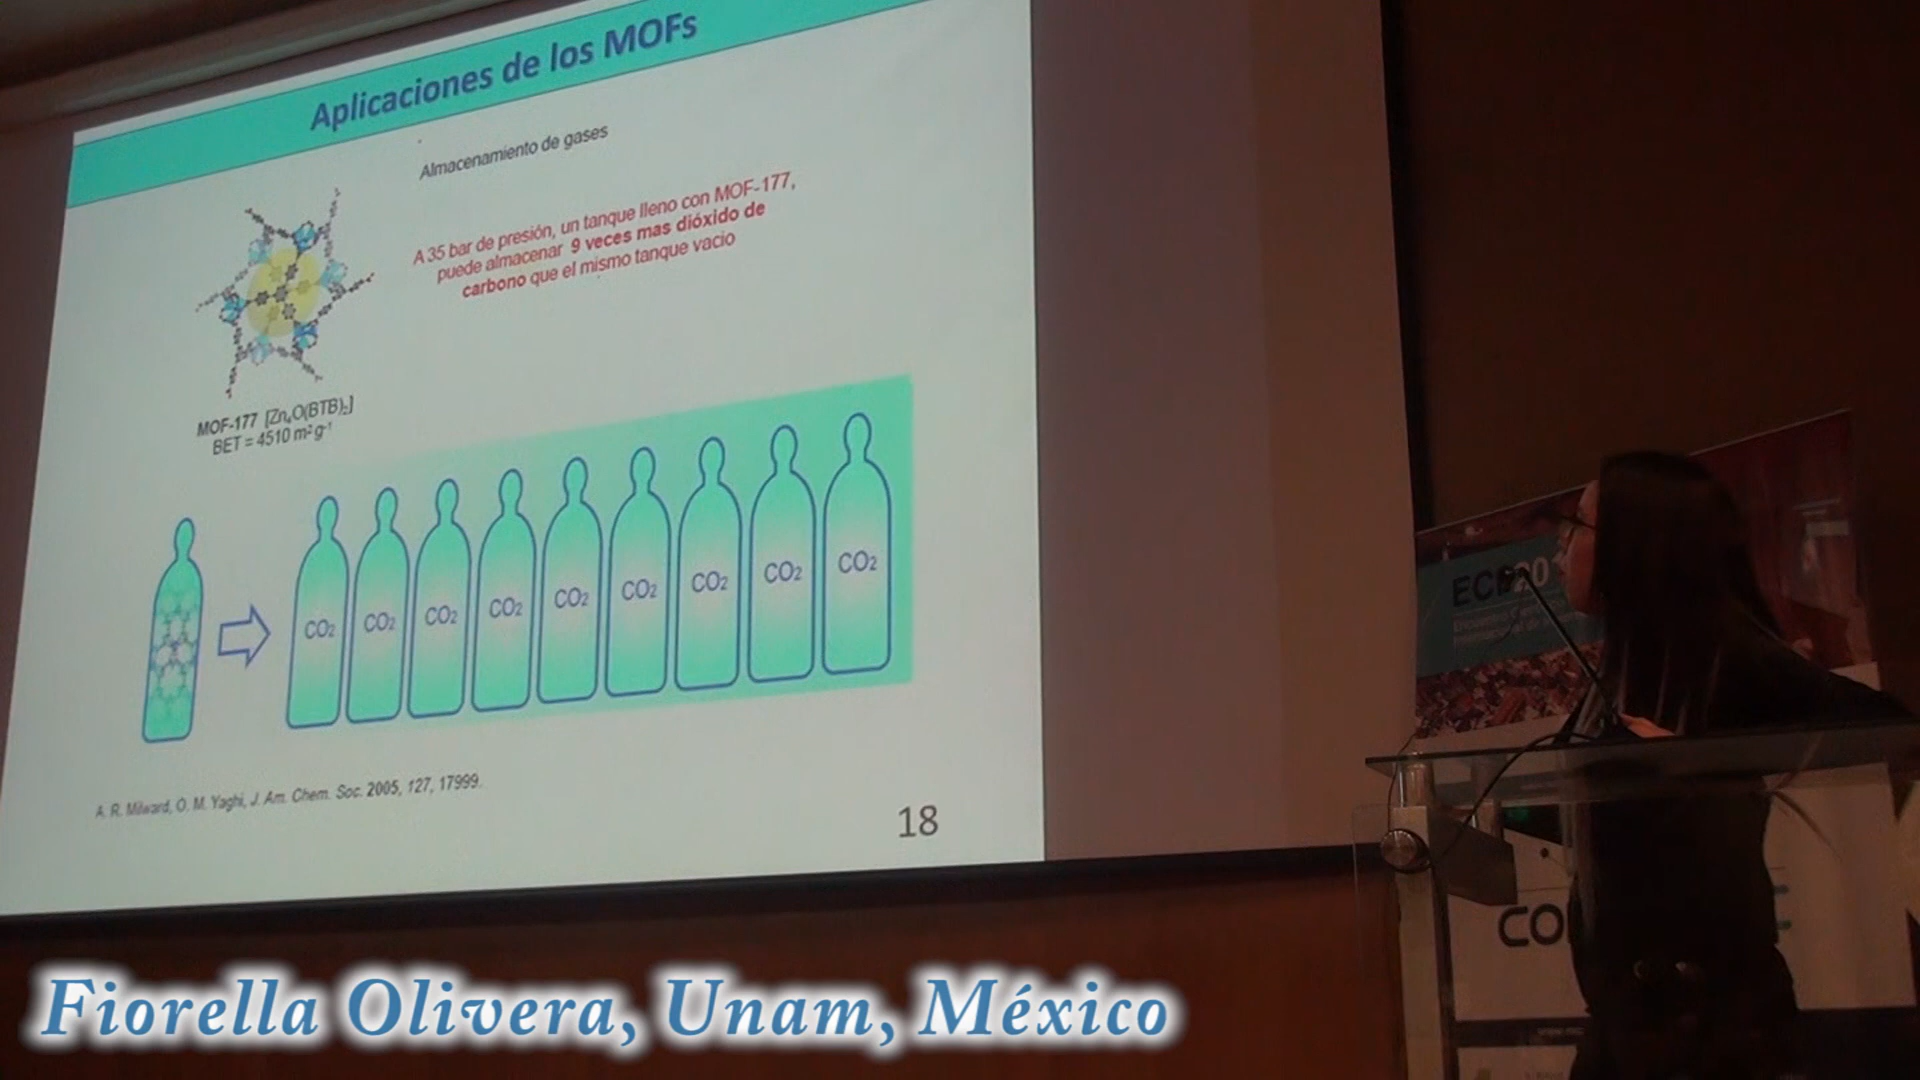 Aplicaciones de los MOFs
Almacenamiento de gases
A 35 bar de presión, un tanque lleno con MOF-177,
puede almacenar 9 veces mas dióxido de
carbono que el mismo tanque vacio
MOF-177 [Zn₄O(BTB)₂]
BET = 4510 m² g⁻¹
CO₂ CO₂ CO₂ CO₂ CO₂ CO₂ CO₂ CO₂ CO₂
A. R. Milward, O. M. Yaghi, J. Am. Chem. Soc. 2005, 127, 17999.
18
CO
Fiorella Olivera, Unam, México